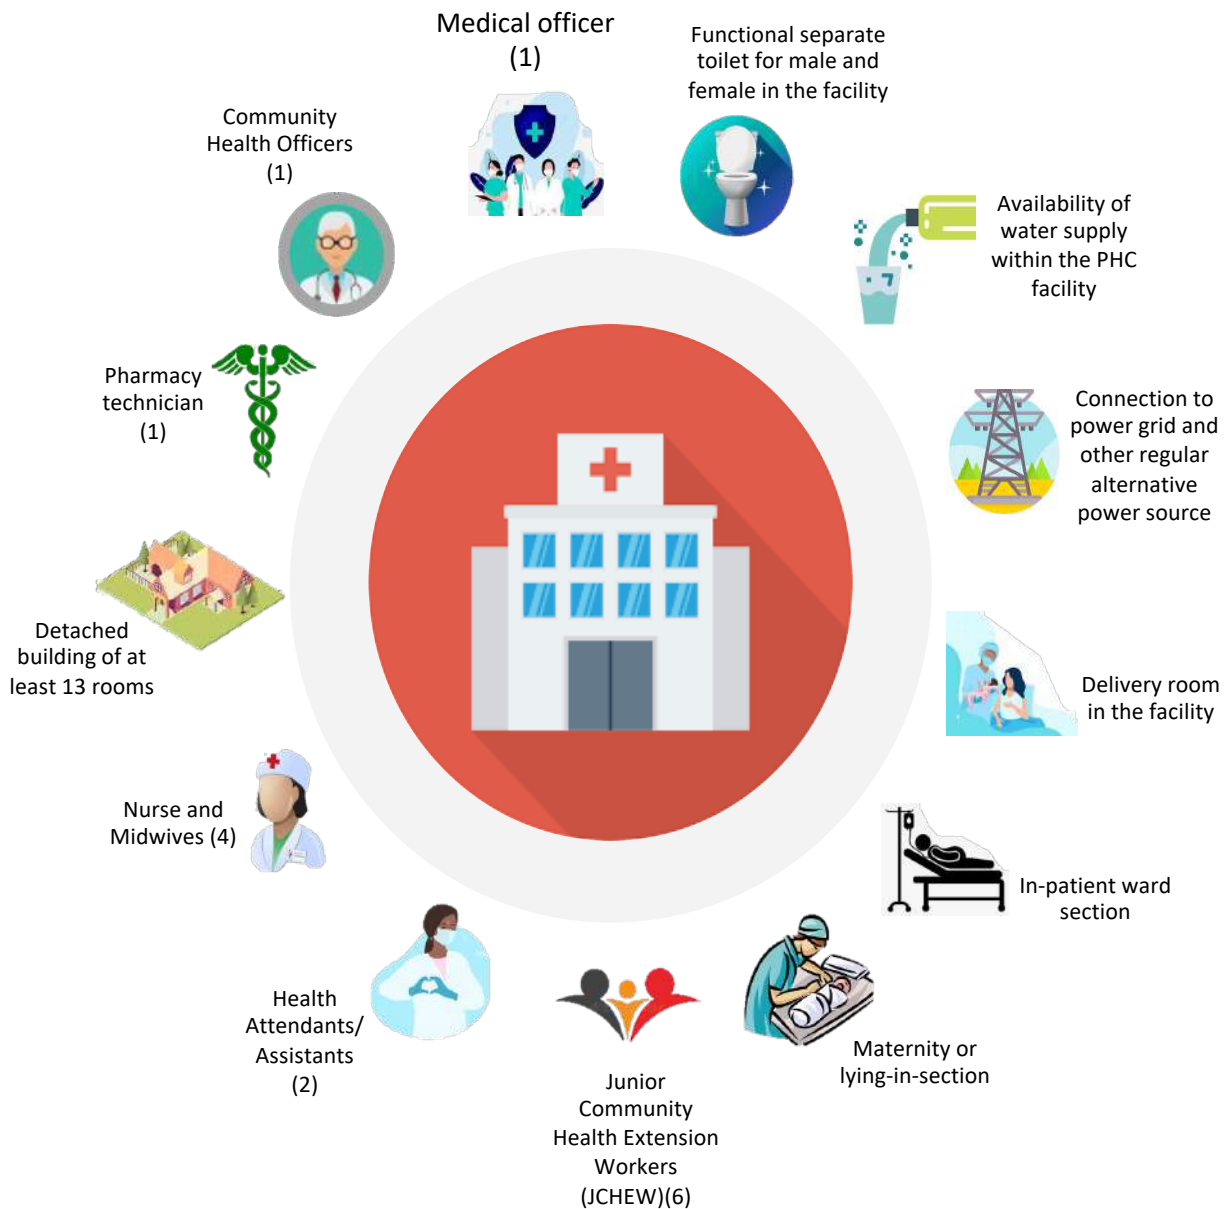 Medical officer
(1)
Functional separate
toilet for male and
female in the facility
Availability of
water supply
within the PHC
facility
Connection to
power grid and
other regular
alternative
power source
Delivery room
in the facility
In-patient ward
section
Maternity or
lying-in-section
Junior
Community
Health Extension
Workers
(JCHEW)(6)
Health
Attendants/
Assistants
(2)
Nurse and
Midwives (4)
Detached
building of at
least 13 rooms
Pharmacy
technician
(1)
Community
Health Officers
(1)